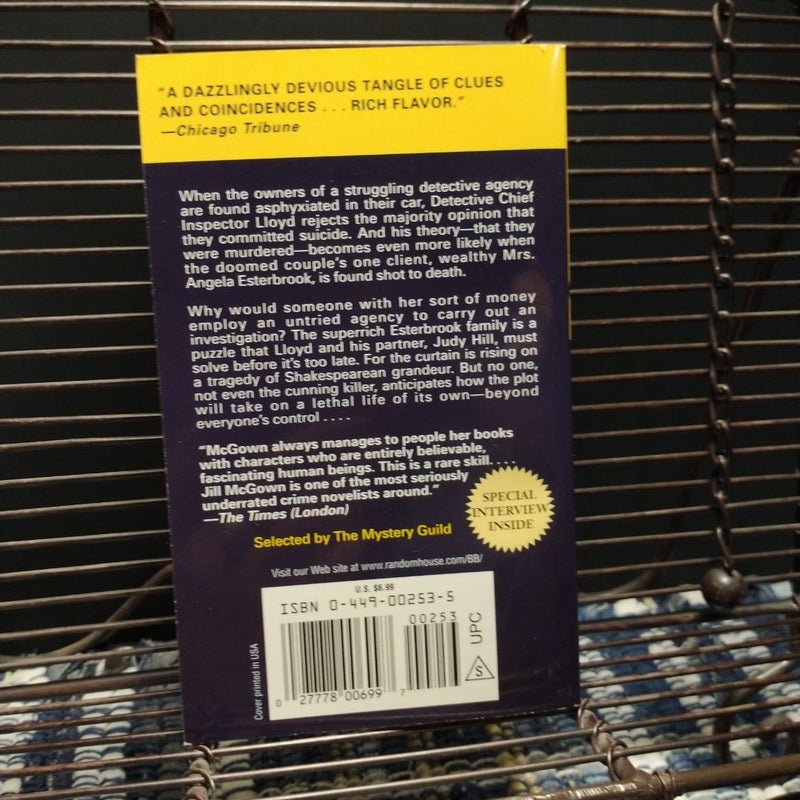 "A DAZZLINGLY DEVIOUS TANGLE OF CLUES
AND COINCIDENCES . . . RICH FLAVOR."
—Chicago Tribune
When the owners of a struggling detective agency
are found asphyxiated in their car, Detective Chief
Inspector Lloyd rejects the majority opinion that
they committed suicide. And his theory—that they
were murdered—becomes even more likely when
the doomed couple's one client, wealthy Mrs.
Angela Esterbrook, is found shot to death.
Why would someone with her sort of money
employ an untried agency to carry out an
investigation? The superrich Esterbrook family is a
puzzle that Lloyd and his partner, Judy Hill, must
solve before it's too late. For the curtain is rising on
a tragedy of Shakespearean grandeur. But no one,
not even the cunning killer, anticipates how the plot
will take on a lethal life of its own—beyond
everyone's control . . . .
"McGown always manages to people her books
with characters who are entirely believable,
fascinating human beings. This is a rare skill. . . .
Jill McGown is one of the most seriously
underrated crime novelists around."
—The Times (London)
SPECIAL
INTERVIEW
INSIDE
Selected by The Mystery Guild
Visit our Web site at www.randomhouse.com/BB/
U.S. $6.99
ISBN 0-449-00253-5
00253
0 27778 00699 7
UPC
S
Cover printed in USA